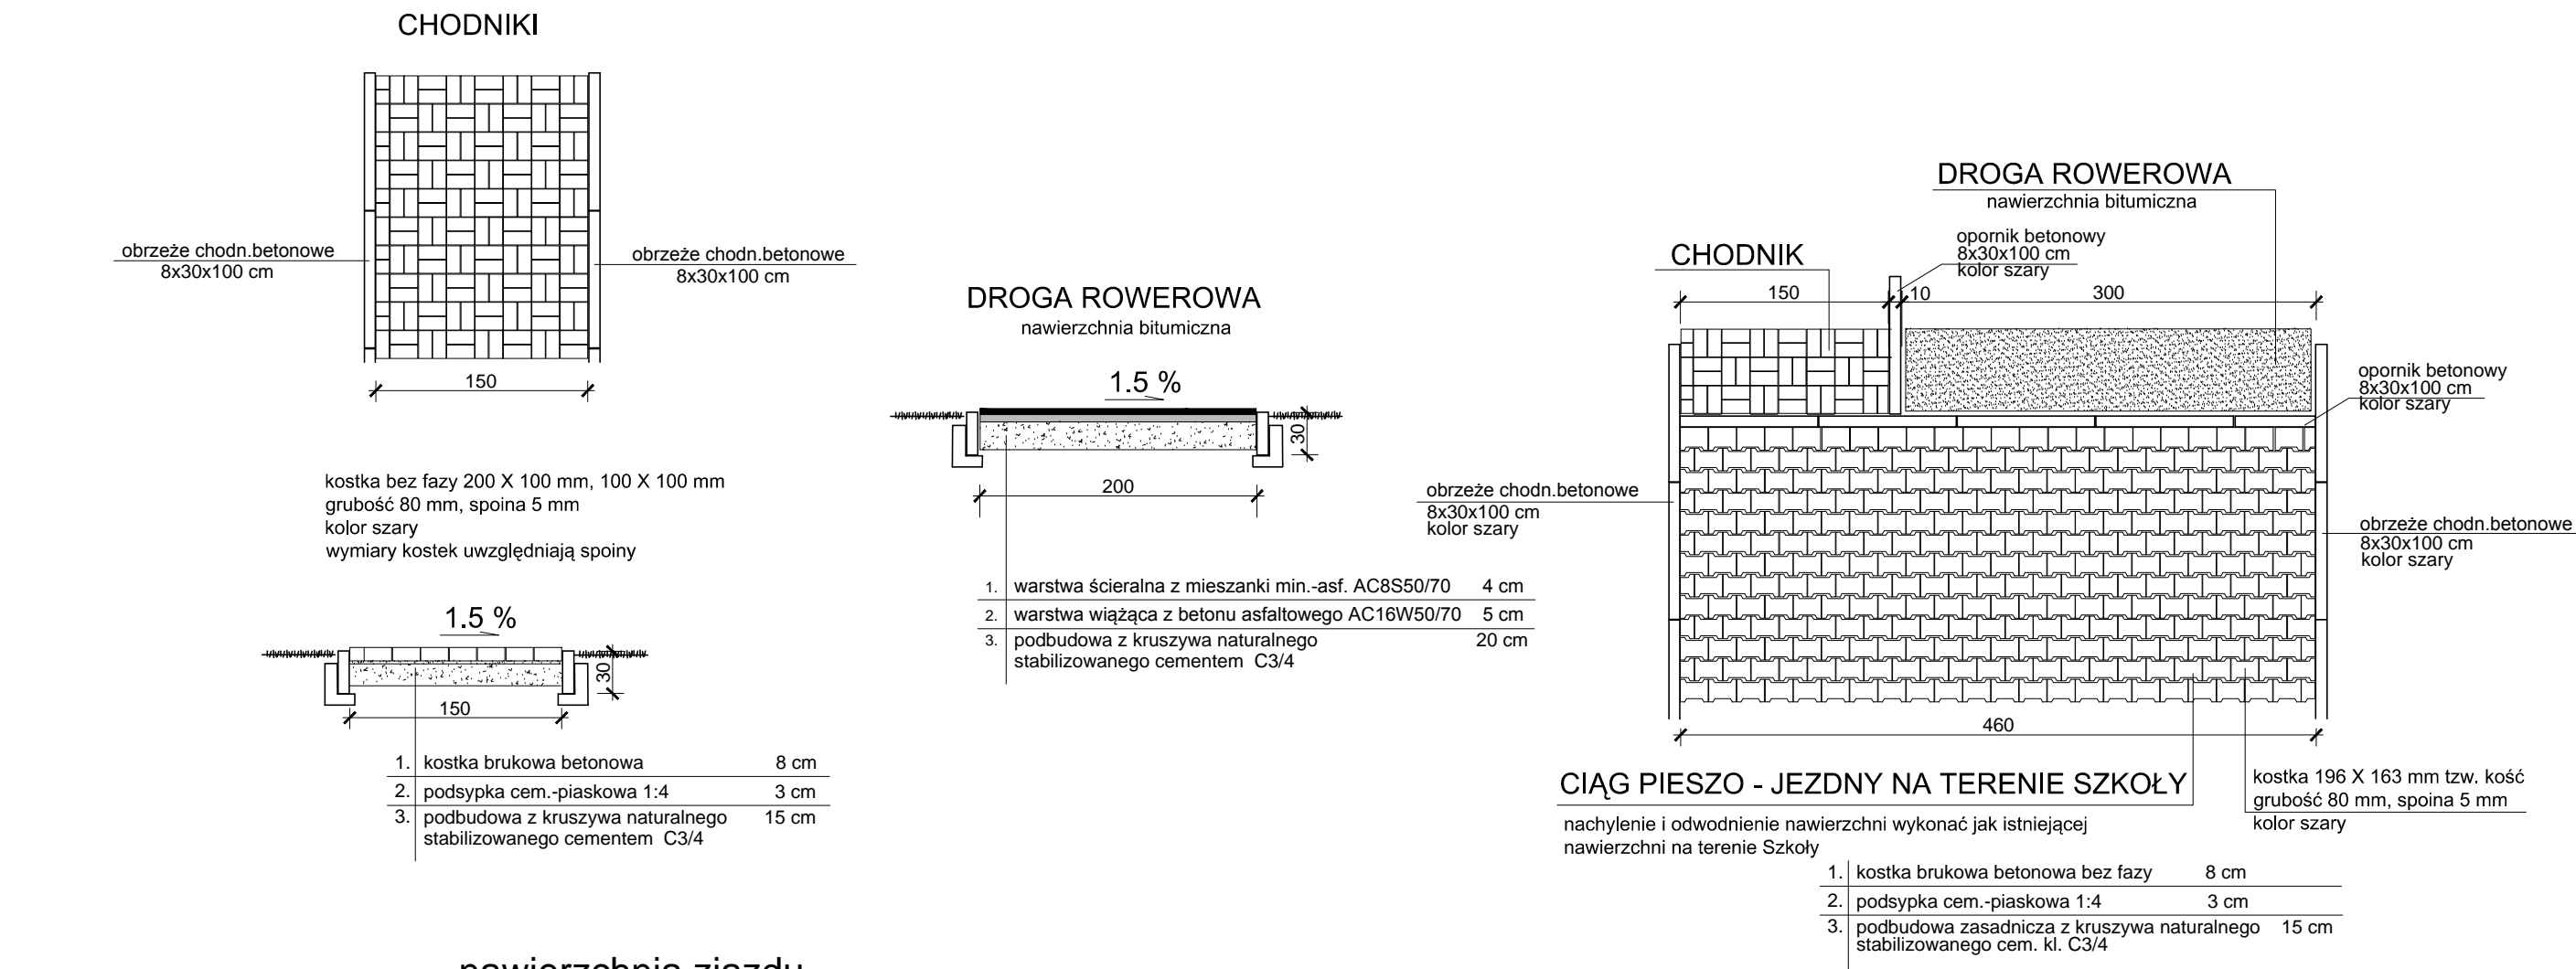 CHODNIKI
obrzeże chodn.betonowe
8x30x100 cm
obrzeże chodn.betonowe
8x30x100 cm
150
kostka bez fazy 200 X 100 mm, 100 X 100 mm
grubość 80 mm, spoina 5 mm
kolor szary
wymiary kostek uwzględniają spoiny
1.5 %
30
150
1. kostka brukowa betonowa 8 cm
2. podsypka cem.-piaskowa 1:4 3 cm
3. podbudowa z kruszywa naturalnego 15 cm
stabilizowanego cementem C3/4
nawierzchnia zjazdu
DROGA ROWEROWA
nawierzchnia bitumiczna
1.5 %
30
200
1. warstwa ścieralna z mieszanki min.-asf. AC8S50/70 4 cm
2. warstwa wiążąca z betonu asfaltowego AC16W50/70 5 cm
3. podbudowa z kruszywa naturalnego 20 cm
stabilizowanego cementem C3/4
DROGA ROWEROWA
nawierzchnia bitumiczna
opornik betonowy
8x30x100 cm
kolor szary
CHODNIK
150 10 300
opornik betonowy
8x30x100 cm
kolor szary
obrzeże chodn.betonowe
8x30x100 cm
kolor szary
obrzeże chodn.betonowe
8x30x100 cm
kolor szary
460
CIĄG PIESZO - JEZDNY NA TERENIE SZKOŁY
nachylenie i odwodnienie nawierzchni wykonać jak istniejącej
nawierzchni na terenie Szkoły
kostka 196 X 163 mm tzw. kość
grubość 80 mm, spoina 5 mm
kolor szary
1. kostka brukowa betonowa bez fazy 8 cm
2. podsypka cem.-piaskowa 1:4 3 cm
3. podbudowa zasadnicza z kruszywa naturalnego 15 cm
stabilizowanego cem. kl. C3/4